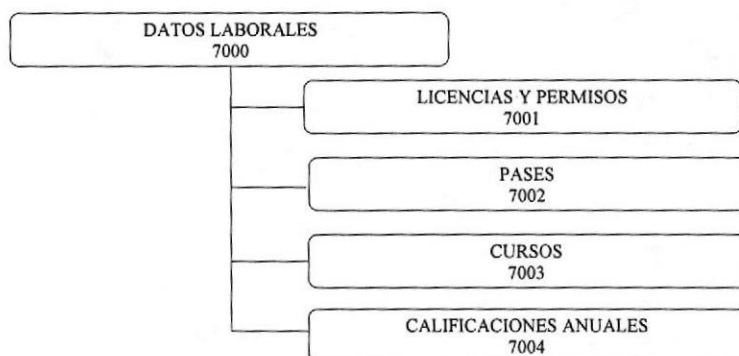 DATOS LABORALES
7000
LICENCIAS Y PERMISOS
7001
PASES
7002
CURSOS
7003
CALIFICACIONES ANUALES
7004